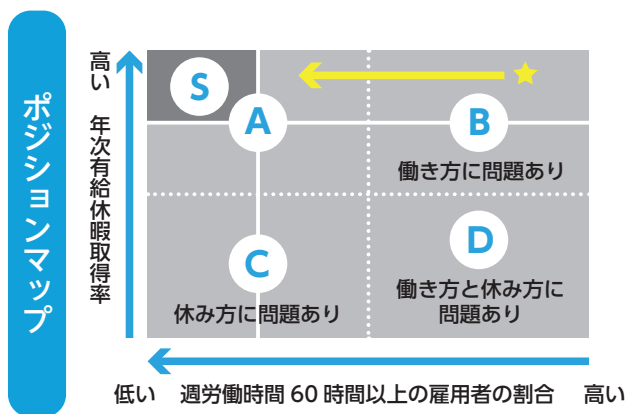 ポジションマップ
高い 年次有給休暇取得率
S
A
B
働き方に問題あり
C
休み方に問題あり
D
働き方と休み方に
問題あり
低い 週労働時間 60 時間以上の雇用者の割合 高い